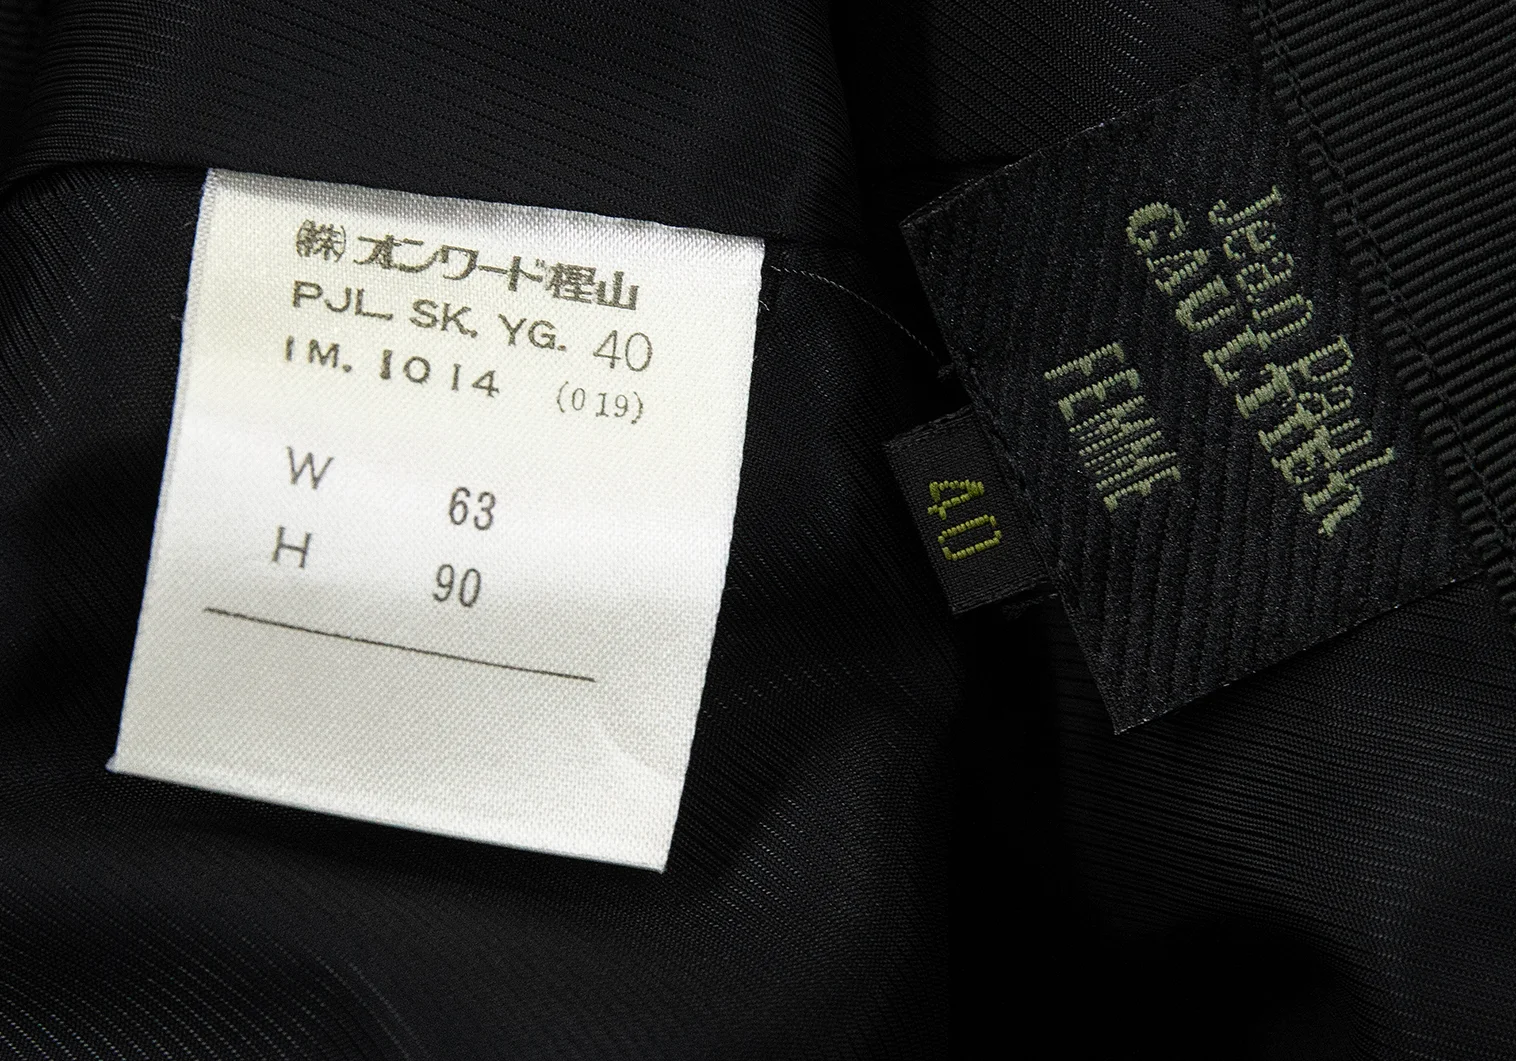 ㈱オンワード樫山
PJL. SK. YG. 40
IM. 1014 (019)
W 63
H 90
Jean Paul
GAULTIER
FEMME
40